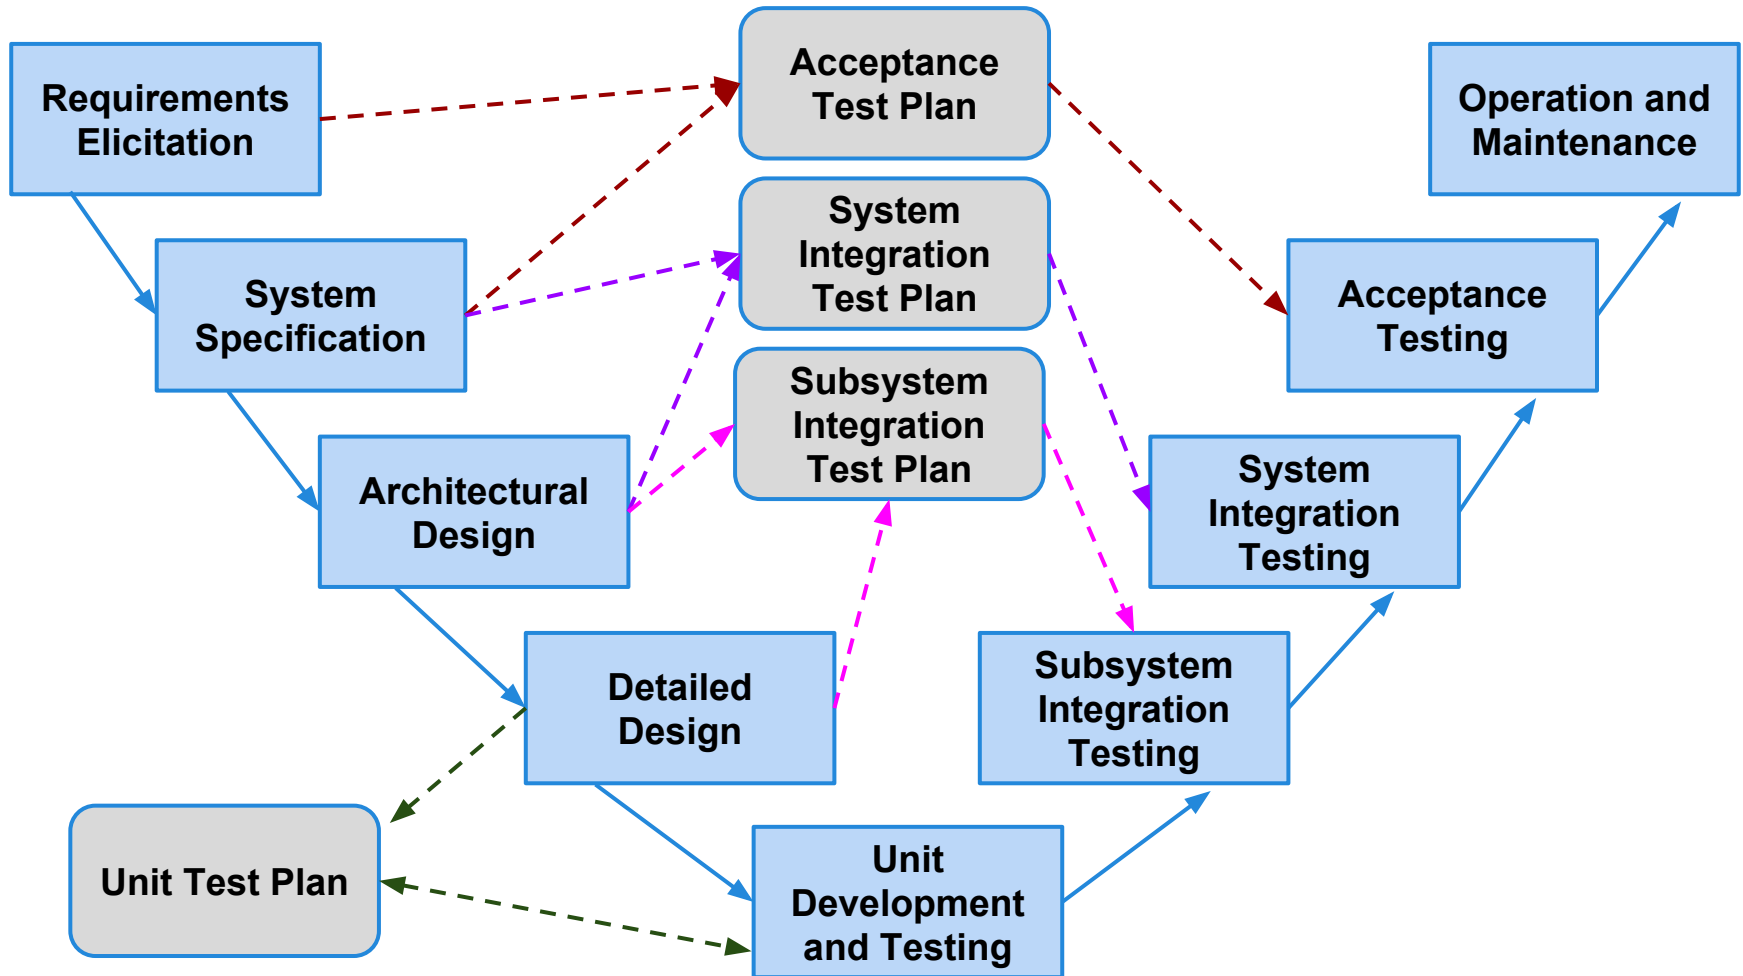 Requirements
Elicitation
Acceptance
Test Plan
Operation and
Maintenance
System
Specification
System
Integration
Test Plan
Acceptance
Testing
Architectural
Design
Subsystem
Integration
Test Plan
System
Integration
Testing
Detailed
Design
Subsystem
Integration
Testing
Unit Test Plan
Unit
Development
and Testing